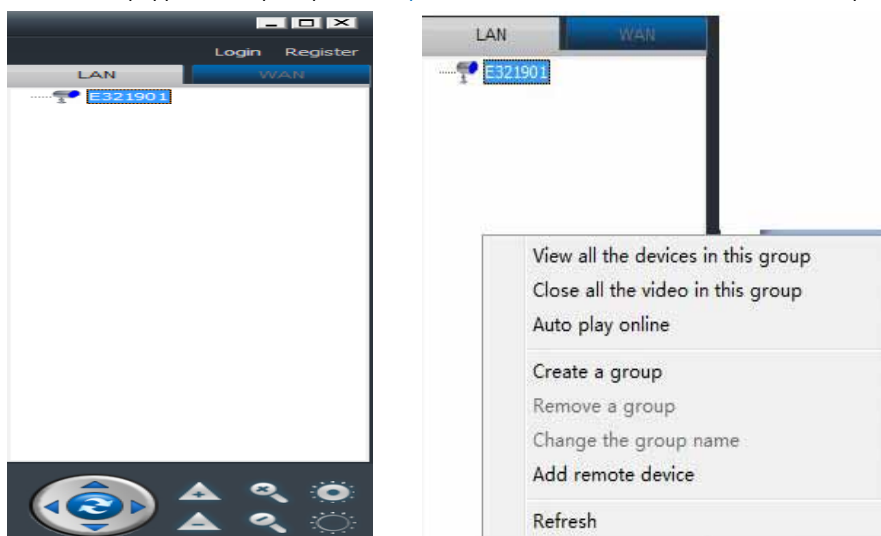 Login Register
LAN WAN
E321901
LAN WAN
E321901
View all the devices in this group
Close all the video in this group
Auto play online
Create a group
Remove a group
Change the group name
Add remote device
Refresh